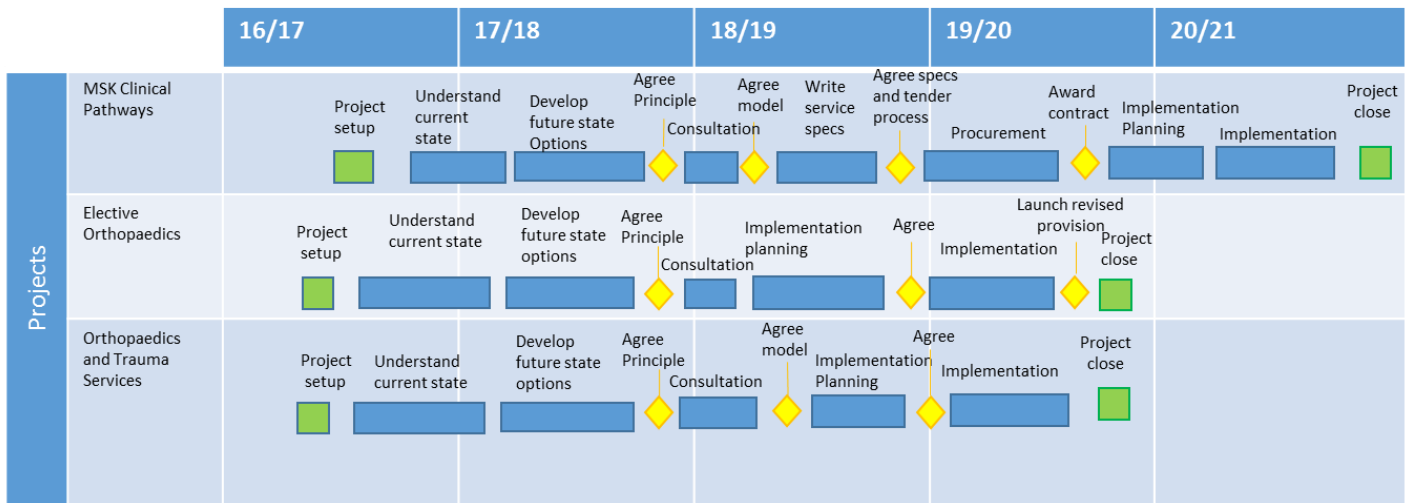 16/17
17/18
18/19
19/20
20/21
Projects
MSK Clinical
Pathways
Project
setup
Understand
current
state
Develop
future state
Options
Agree
Principle
Consultation
Agree
model
Write
service
specs
Agree specs
and tender
process
Procurement
Award
contract
Implementation
Planning
Implementation
Project
close
Elective
Orthopaedics
Project
setup
Understand
current state
Develop
future state
options
Agree
Principle
Consultation
Implementation
planning
Agree
Implementation
Launch revised
provision
Project
close
Orthopaedics
and Trauma
Services
Project
setup
Understand
current state
Develop
future state
options
Agree
Principle
Consultation
Agree
model
Implementation
Planning
Agree
Implementation
Project
close